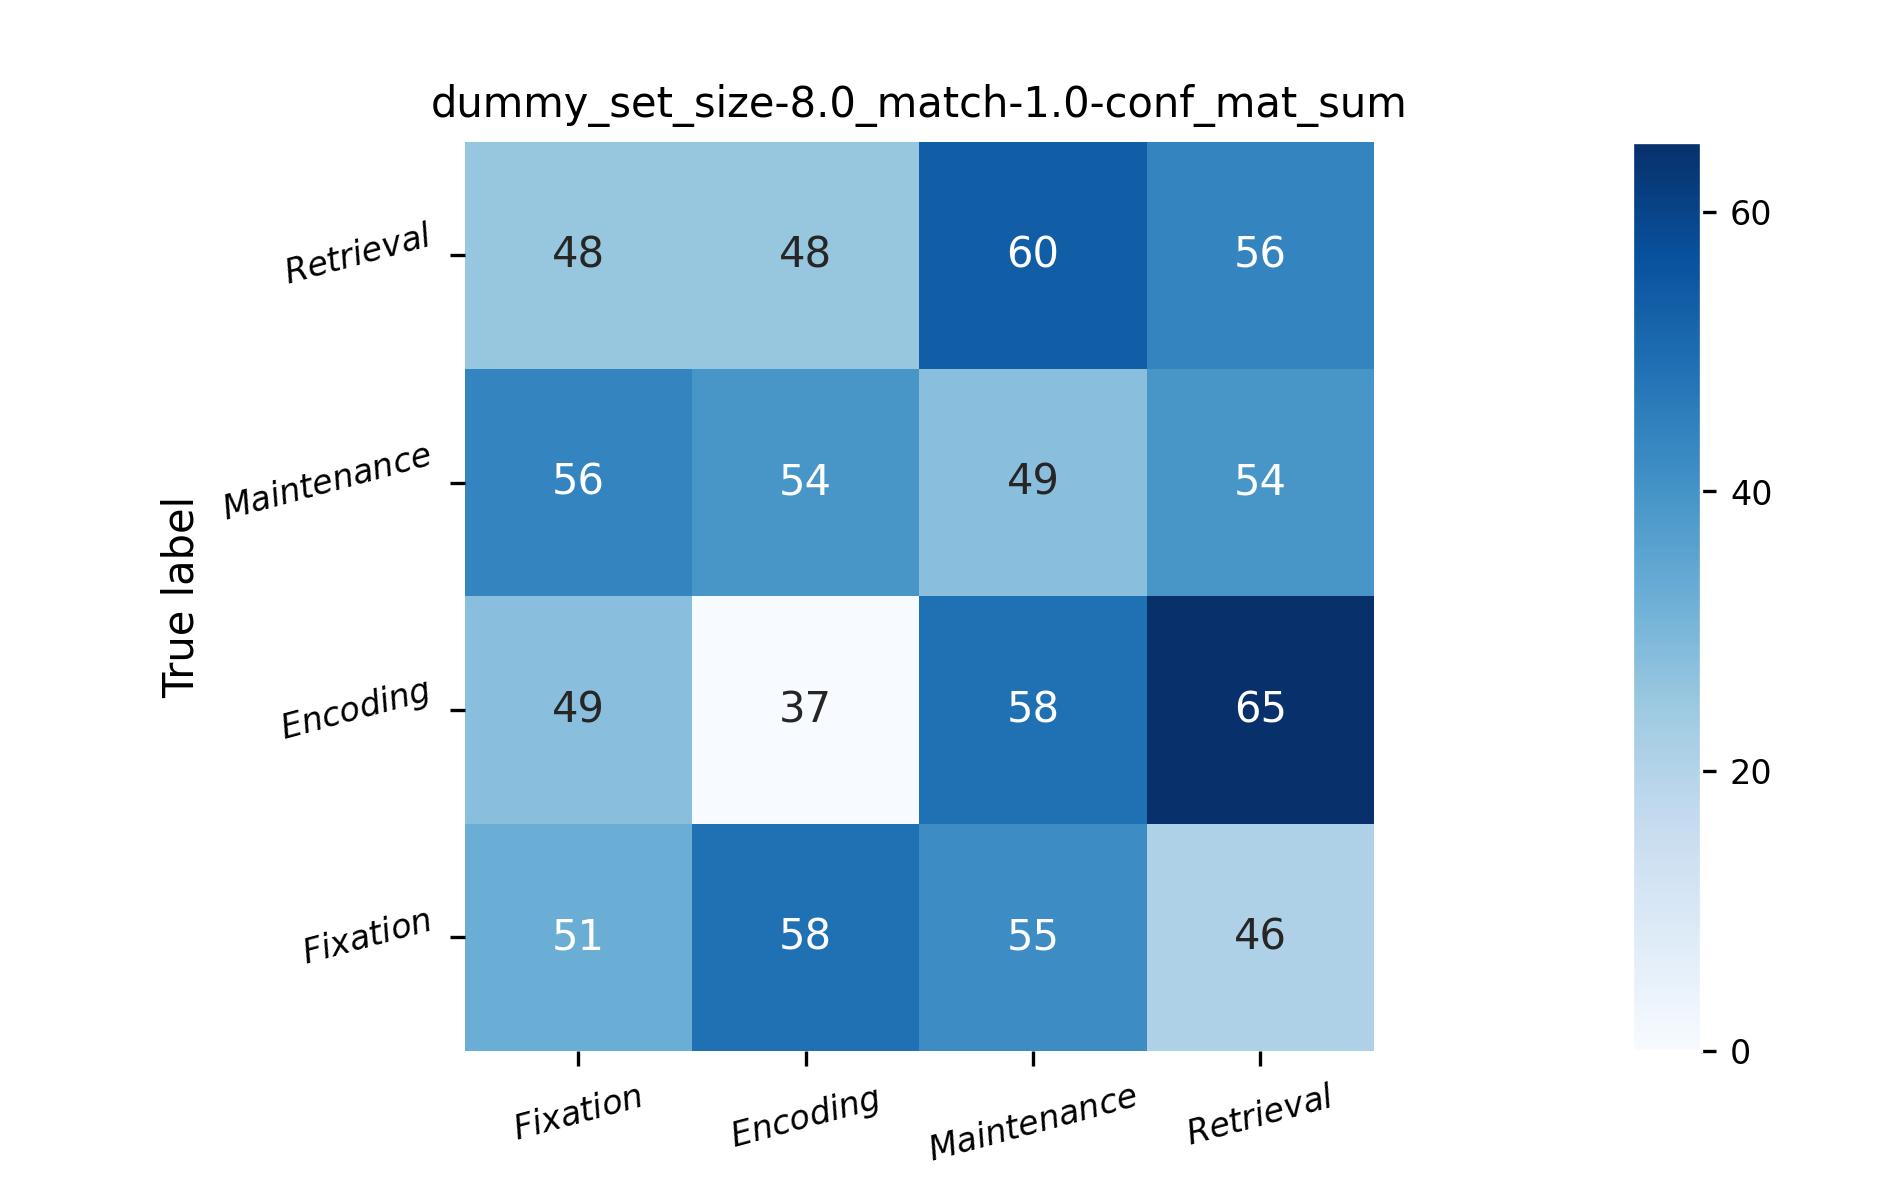 dummy_set_size-8.0_match-1.0-conf_mat_sum
True label
Retrieval 48 48 60 56
Maintenance 56 54 49 54
Encoding 49 37 58 65
Fixation 51 58 55 46
Fixation Encoding Maintenance Retrieval
60
40
20
0